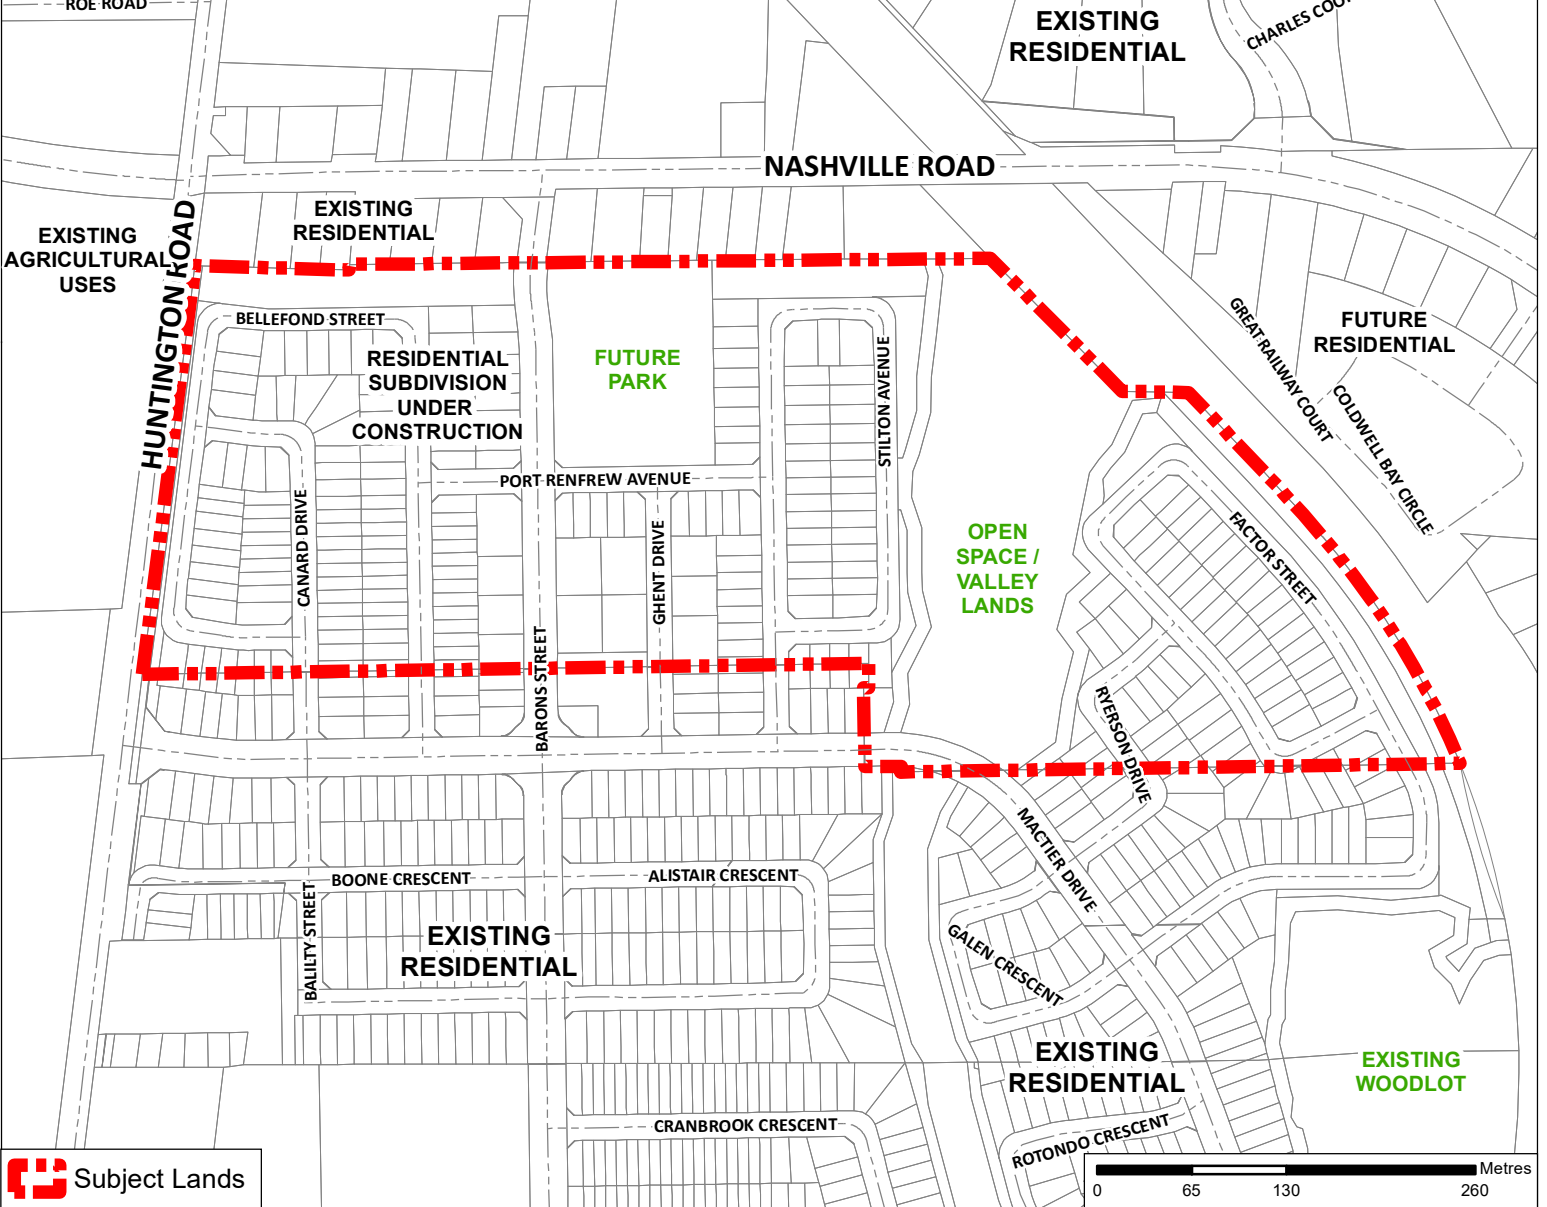 ROE ROAD
EXISTING
RESIDENTIAL
CHARLES
NASHVILLE ROAD
EXISTING
RESIDENTIAL
EXISTING
AGRICULTURAL
USES
HUNTINGTON ROAD
BELLEFOND STREET
RESIDENTIAL
SUBDIVISION
UNDER
CONSTRUCTION
FUTURE
PARK
STILTON AVENUE
GREAT RAILWAY COURT
FUTURE
RESIDENTIAL
COLDWELL BAY CIRCLE
PORT RENFREW AVENUE
CANARD DRIVE
GHENT DRIVE
OPEN
SPACE /
VALLEY
LANDS
FACTOR STREET
BARONS STREET
RYERSON DRIVE
MACTIER DRIVE
BOONE CRESCENT
ALISTAIR CRESCENT
BALILTY STREET
EXISTING
RESIDENTIAL
GALEN CRESCENT
EXISTING
RESIDENTIAL
EXISTING
WOODLOT
CRANBROOK CRESCENT
ROTONDO CRESCENT
Subject Lands
Metres
0 65 130 260